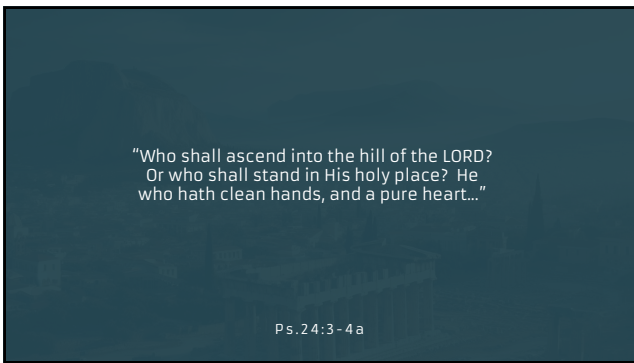 “Who shall ascend into the hill of the LORD?
Or who shall stand in His holy place?  He
who hath clean hands, and a pure heart…”
Ps.24:3-4a